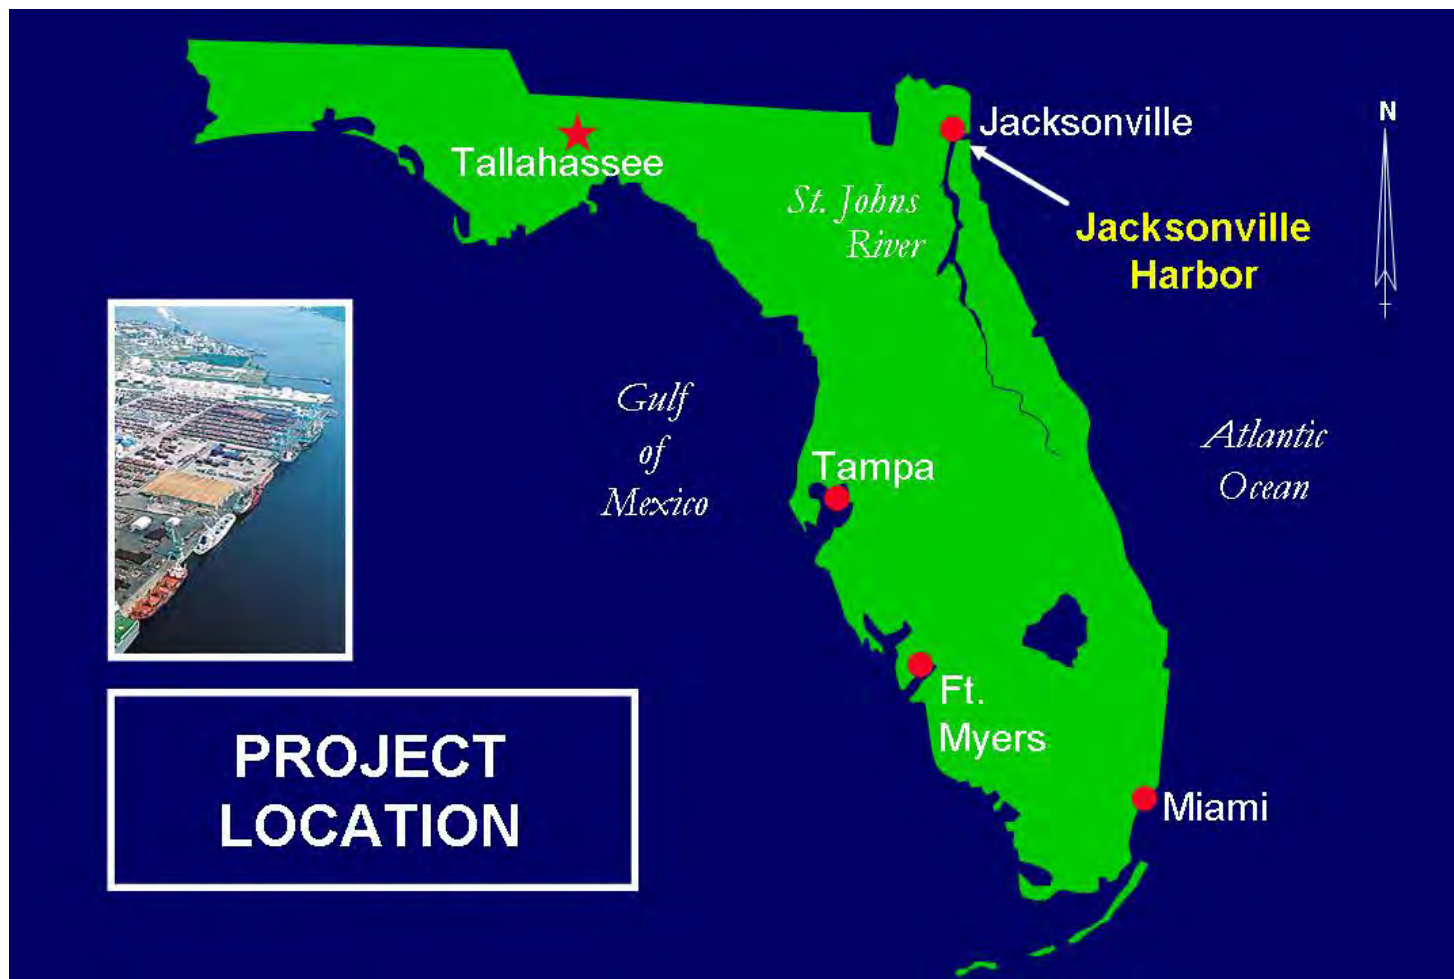 N
Jacksonville
Tallahassee
St. Johns
River
Jacksonville
Harbor
Gulf
of
Mexico
Atlantic
Ocean
Tampa
Ft.
Myers
Miami
PROJECT
LOCATION